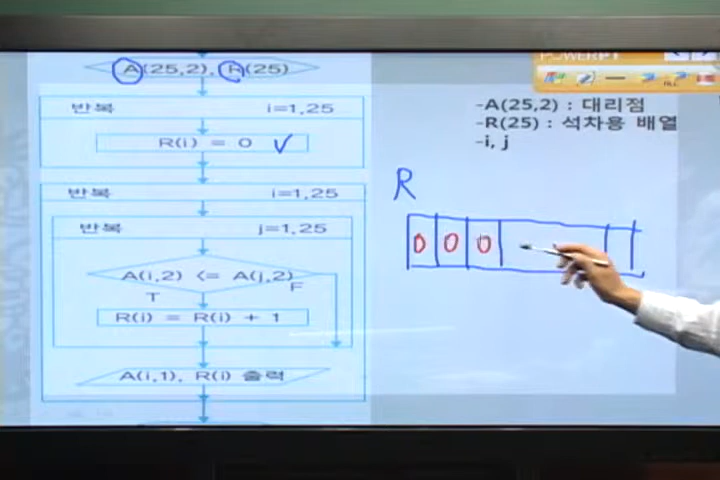 A(25,2), R(25)
반복 i=1,25
R(i) = 0
반복 i=1,25
반복 j=1,25
A(i,2) <= A(j,2)
T F
R(i) = R(i) + 1
A(i,1), R(i) 출력
POWERPT
-A(25,2) : 대리점
-R(25) : 석차용 배열
-i, j
R
0 0 0